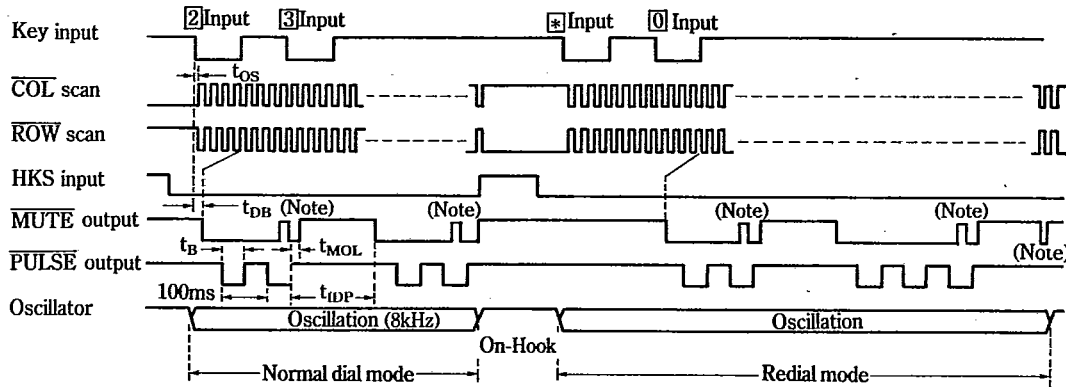 2 Input 3 Input * Input 0 Input
Key input
tOS
COL scan
ROW scan
HKS input
tDB (Note) (Note) (Note) (Note)
MUTE output
tB tMOL (Note)
PULSE output
100ms tIDP
Oscillator Oscillation (8kHz) Oscillation
On-Hook
Normal dial mode Redial mode